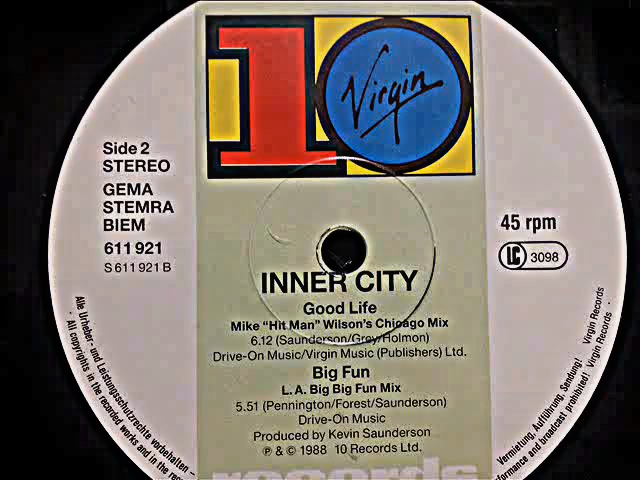 10
Virgin
Side 2
STEREO
GEMA
STEMRA
BIEM
611 921
S 611 921 B
45 rpm
LC 3098
INNER CITY
Good Life
Mike "Hit Man" Wilson's Chicago Mix
6.12 (Saunderson/Grey/Holmon)
Drive-On Music/Virgin Music (Publishers) Ltd.
Big Fun
L.A. Big Big Fun Mix
5.51 (Pennington/Forest/Saunderson)
Drive-On Music
Produced by Kevin Saunderson
℗ & © 1988 10 Records Ltd.
records
Alle Urheber- und Leistungsschutzrechte vorbehalten –
· All copyrights in the recorded works and in the reco
Vermietung, Aufführung, Sendung! Virgin Records
rformance and broadcast prohibited! Virgin Records ·